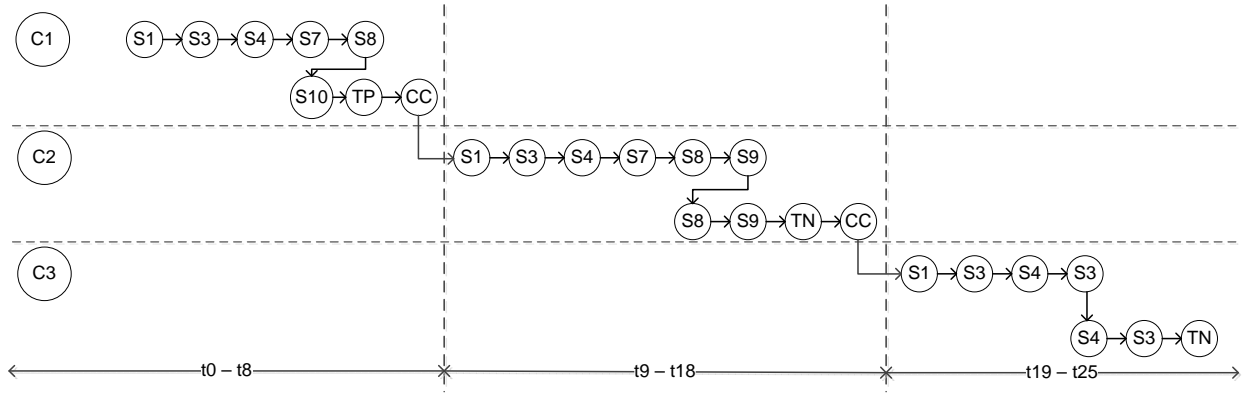 C1 S1 S3 S4 S7 S8
S10 TP CC
C2 S1 S3 S4 S7 S8 S9
S8 S9 TN CC
C3 S1 S3 S4 S3
S4 S3 TN
t0 – t8 t9 – t18 t19 – t25